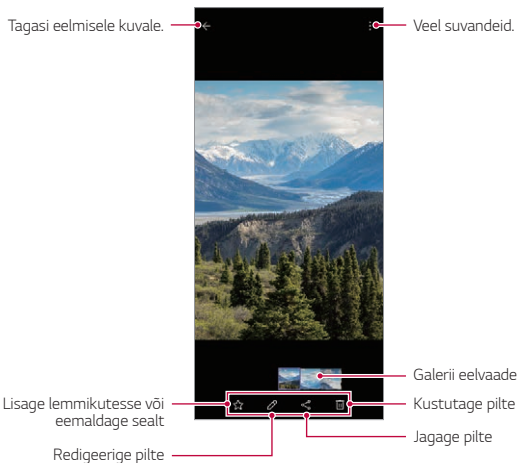 Tagasi eelmisele kuvale.
Veel suvandeid.
Galerii eelvaade
Lisage lemmikutesse või
eemaldage sealt
Kustutage pilte
Jagage pilte
Redigeerige pilte